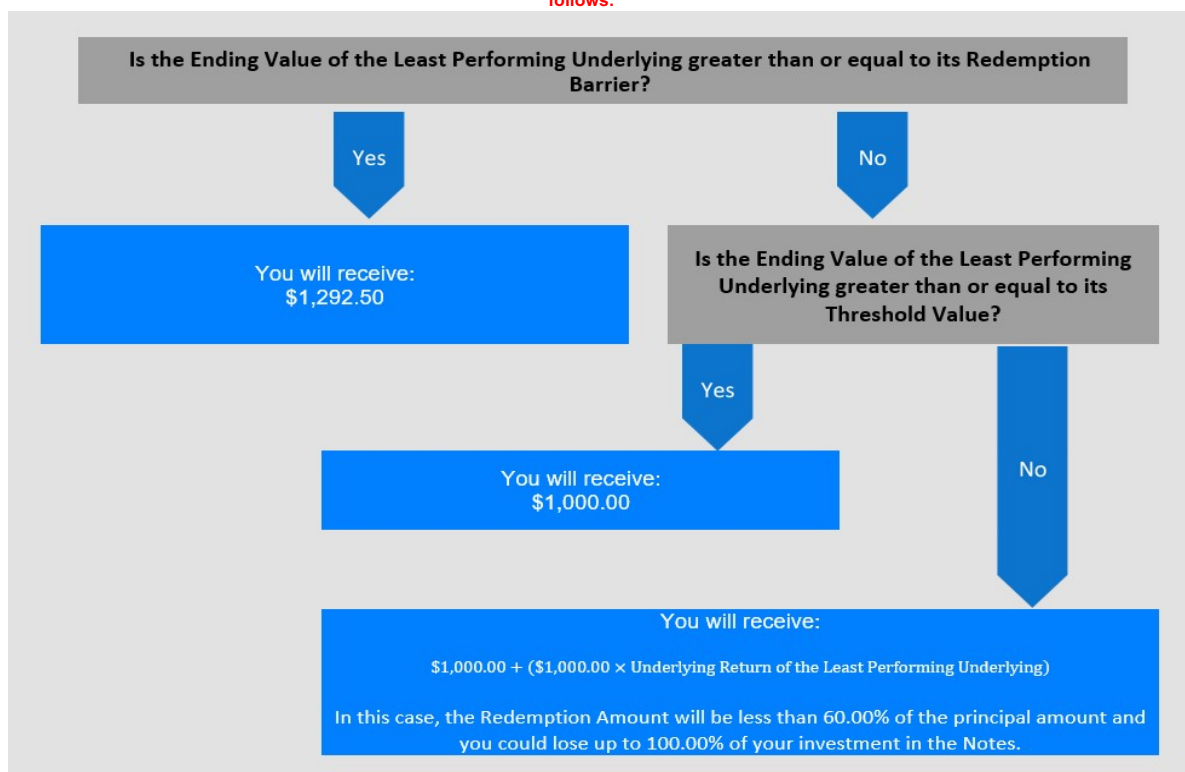 follows:
Is the Ending Value of the Least Performing Underlying greater than or equal to its Redemption
Barrier?
Yes
No
You will receive:
$1,292.50
Is the Ending Value of the Least Performing
Underlying greater than or equal to its
Threshold Value?
Yes
You will receive:
$1,000.00
No
You will receive:
$1,000.00 + ($1,000.00 × Underlying Return of the Least Performing Underlying)
In this case, the Redemption Amount will be less than 60.00% of the principal amount and
you could lose up to 100.00% of your investment in the Notes.